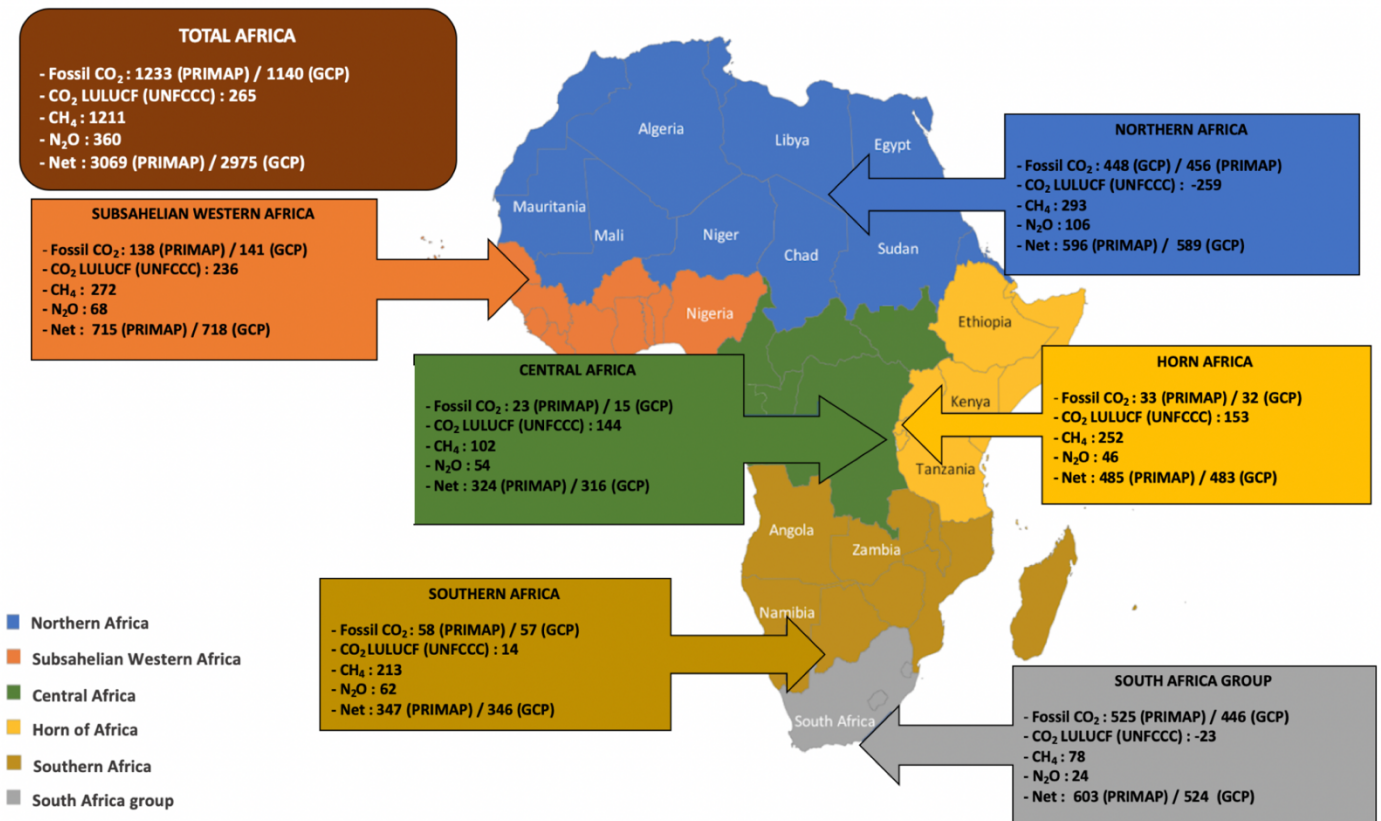 TOTAL AFRICA
- Fossil CO₂ : 1233 (PRIMAP) / 1140 (GCP)
- CO₂ LULUCF (UNFCCC) : 265
- CH₄ : 1211
- N₂O : 360
- Net : 3069 (PRIMAP) / 2975 (GCP)
SUBSAHELIAN WESTERN AFRICA
- Fossil CO₂: 138 (PRIMAP) / 141 (GCP)
- CO₂ LULUCF (UNFCCC) : 236
- CH₄ : 272
- N₂O : 68
- Net : 715 (PRIMAP) / 718 (GCP)
NORTHERN AFRICA
- Fossil CO₂ : 448 (GCP) / 456 (PRIMAP)
- CO₂ LULUCF (UNFCCC) : -259
- CH₄ : 293
- N₂O : 106
- Net : 596 (PRIMAP) / 589 (GCP)
Algeria
Libya
Egypt
Mauritania
Mali
Niger
Chad
Sudan
Nigeria
Ethiopia
Kenya
Tanzania
Angola
Zambia
Namibia
South Africa
CENTRAL AFRICA
- Fossil CO₂ : 23 (PRIMAP) / 15 (GCP)
- CO₂ LULUCF (UNFCCC) : 144
- CH₄ : 102
- N₂O : 54
- Net : 324 (PRIMAP) / 316 (GCP)
HORN AFRICA
- Fossil CO₂ : 33 (PRIMAP) / 32 (GCP)
- CO₂ LULUCF (UNFCCC) : 153
- CH₄ : 252
- N₂O : 46
- Net : 485 (PRIMAP) / 483 (GCP)
SOUTHERN AFRICA
- Fossil CO₂ : 58 (PRIMAP) / 57 (GCP)
- CO₂ LULUCF (UNFCCC) : 14
- CH₄ : 213
- N₂O : 62
- Net : 347 (PRIMAP) / 346 (GCP)
SOUTH AFRICA GROUP
- Fossil CO₂ : 525 (PRIMAP) / 446 (GCP)
- CO₂ LULUCF (UNFCCC) : -23
- CH₄ : 78
- N₂O : 24
- Net : 603 (PRIMAP) / 524 (GCP)
Northern Africa
Subsahelian Western Africa
Central Africa
Horn of Africa
Southern Africa
South Africa group